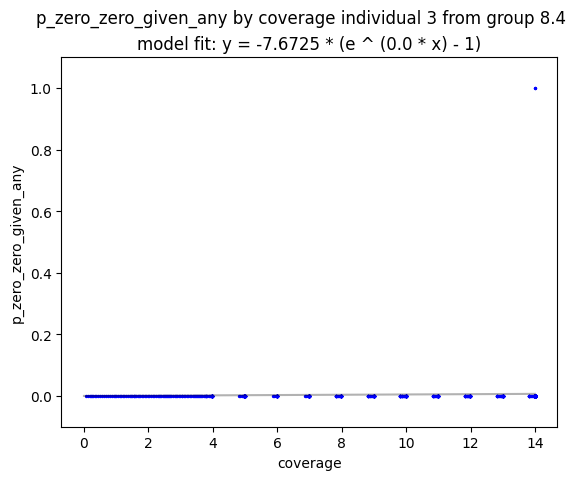 p_zero_zero_given_any by coverage individual 3 from group 8.4
model fit: y = -7.6725 * (e ^ (0.0 * x) - 1)
p_zero_zero_given_any
1.0
0.8
0.6
0.4
0.2
0.0
0 2 4 6 8 10 12 14
coverage